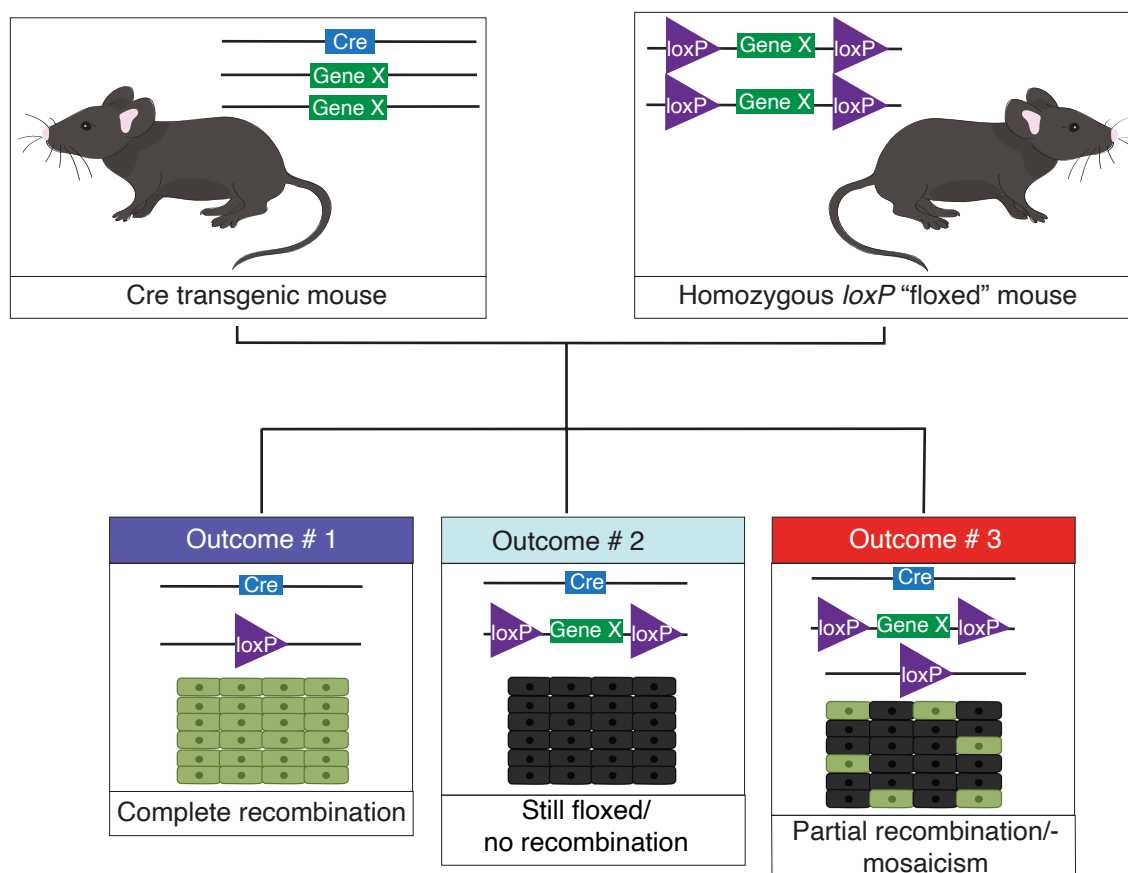 Cre
Gene X
Gene X
loxP Gene X loxP
loxP Gene X loxP
Cre transgenic mouse
Homozygous loxP “floxed” mouse
Outcome # 1
Cre
loxP
Complete recombination
Outcome # 2
Cre
loxP Gene X loxP
Still floxed/
no recombination
Outcome # 3
Cre
loxP Gene X loxP
loxP
Partial recombination/-
mosaicism